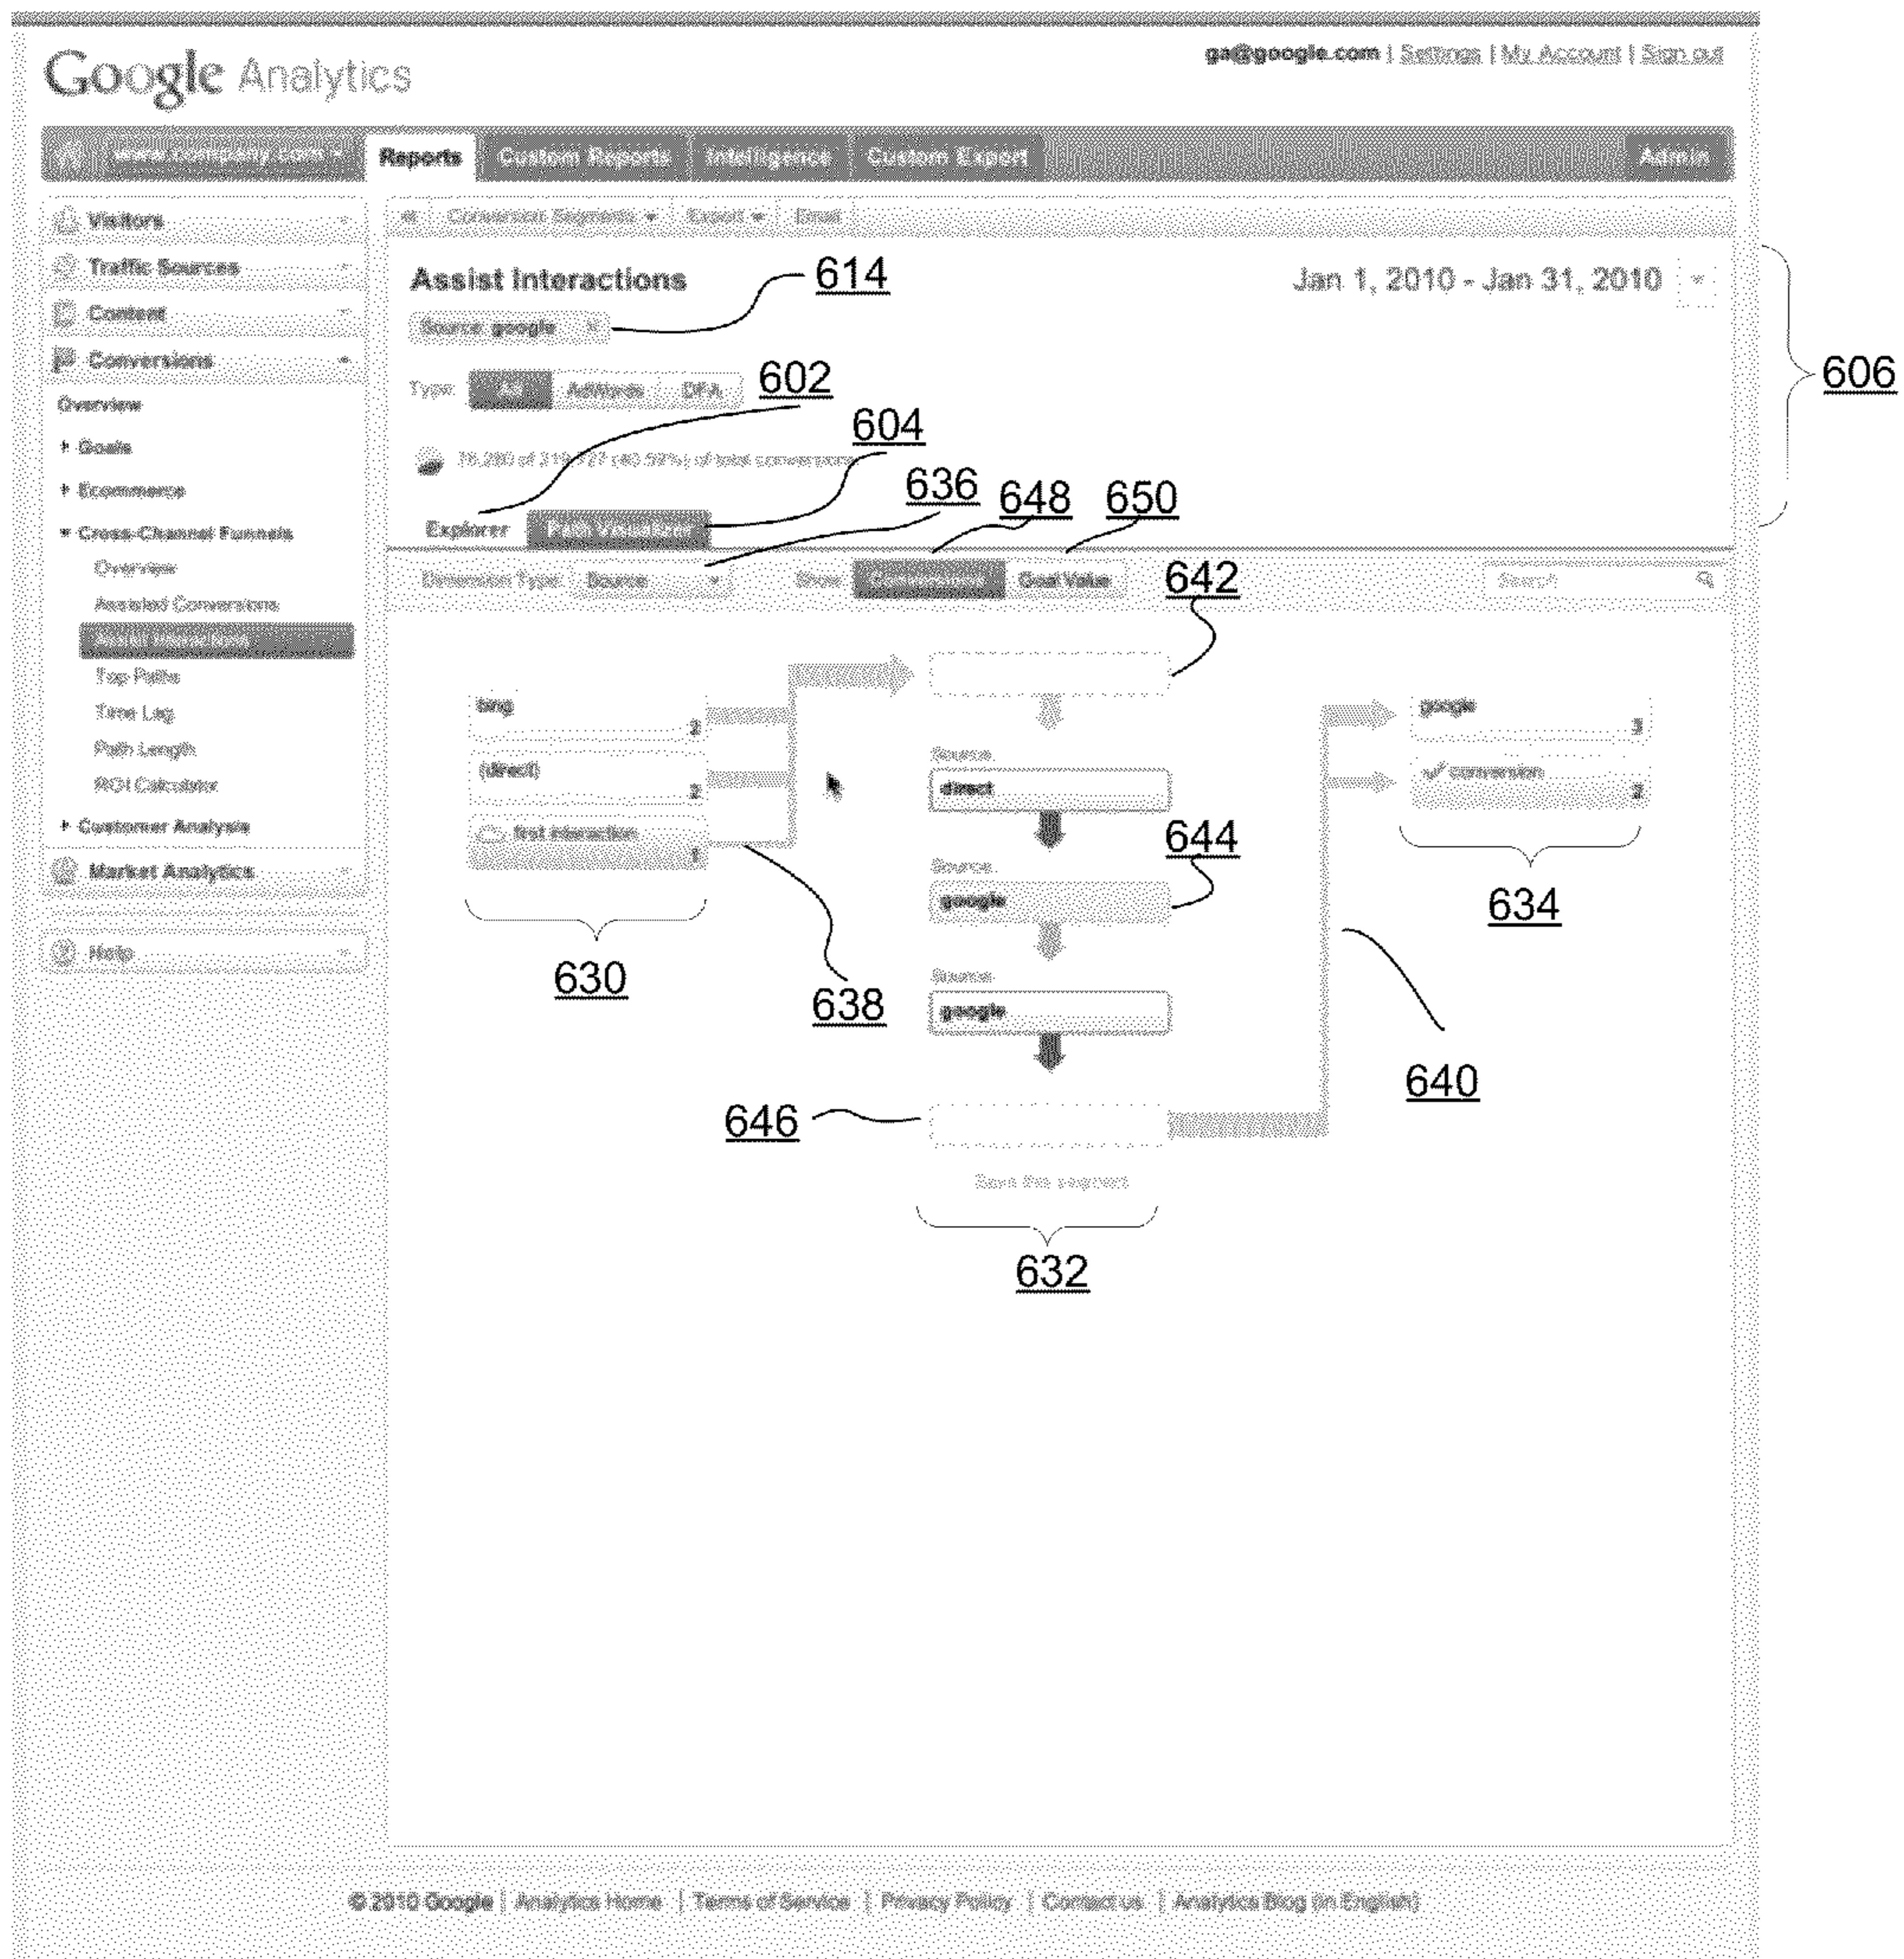 ga@google.com | Settings | My Account | Sign out
Google Analytics
www.company.com
Reports
Custom Reports
Intelligence
Custom Export
Admin
Visitors
Traffic Sources
Content
Conversions
Overview
Goals
Ecommerce
Cross-Channel Funnels
Overview
Assisted Conversions
Assist Interactions
Top Paths
Time Lag
Path Length
ROI Calculator
Customer Analysis
Market Analytics
Help
Conversion Segments
Export
Email
Assist Interactions
614
Jan 1, 2010 - Jan 31, 2010
Source: google
606
Type: All AdWords DFA
602
604
of total conversions
636
648
650
Explorer
Path Visualizer
Dimension Type: Source
Show: Conversions Goal Value
Search
642
bing
2
(direct)
2
first interaction
1
630
638
Source:
direct
Source:
google
644
Source:
google
646
Save this segment
632
google
3
conversion
2
634
640
© 2010 Google | Analytics Home | Terms of Service | Privacy Policy | Contact us | Analytics Blog (in English)